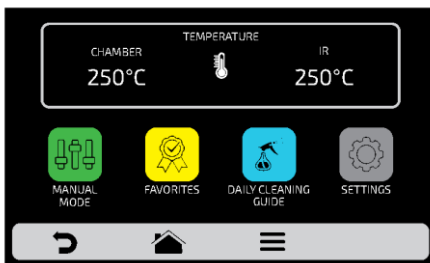 TEMPERATURE
CHAMBER
IR
250°C
250°C
MANUAL
MODE
FAVORITES
DAILY CLEANING
GUIDE
SETTINGS